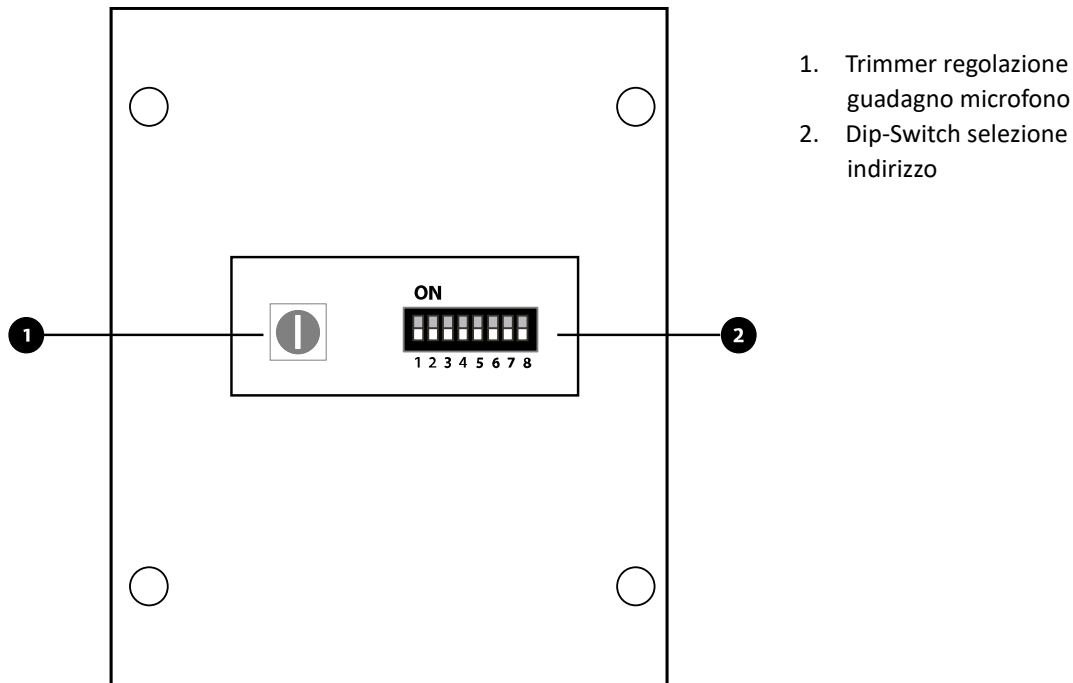 1. Trimmer regolazione
guadagno microfono
2. Dip-Switch selezione
indirizzo
ON
1 2 3 4 5 6 7 8
1
2